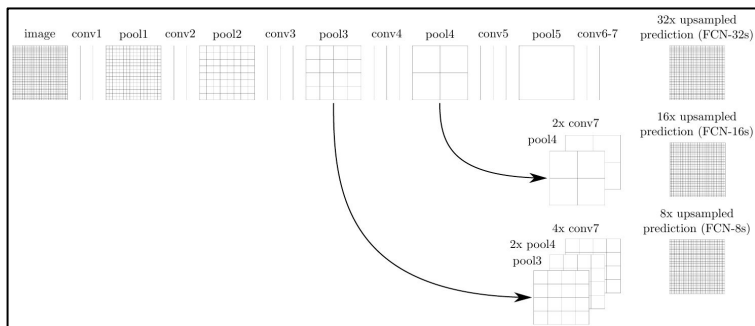 image conv1 pool1 conv2 pool2 conv3 pool3 conv4 pool4 conv5 pool5 conv6-7
32x upsampled
prediction (FCN-32s)
2x conv7
pool4
16x upsampled
prediction (FCN-16s)
4x conv7
2x pool4
pool3
8x upsampled
prediction (FCN-8s)